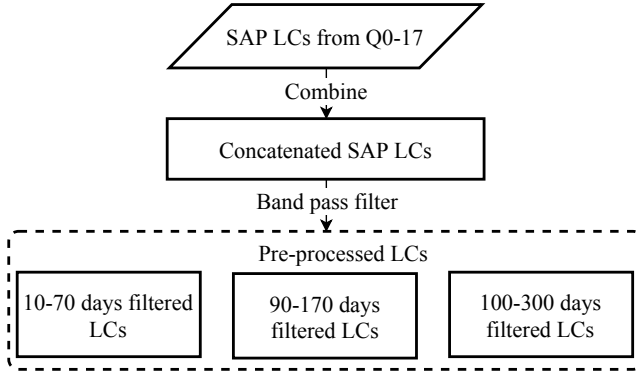 SAP LCs from Q0-17
Combine
Concatenated SAP LCs
Band pass filter
Pre-processed LCs
10-70 days filtered
LCs
90-170 days
filtered LCs
100-300 days
filtered LCs